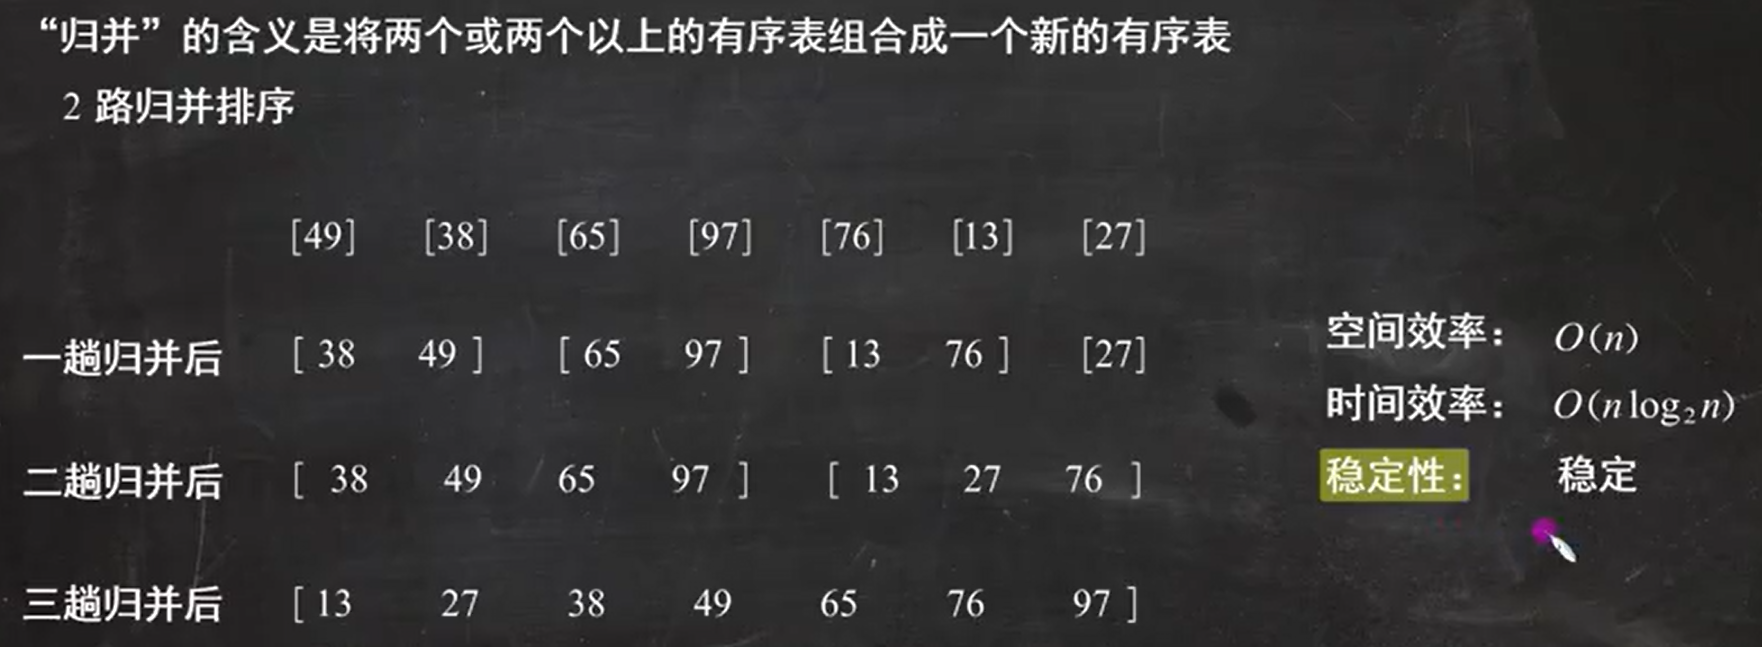 “归并”的含义是将两个或两个以上的有序表组合成一个新的有序表
2 路归并排序
[49] [38] [65] [97] [76] [13] [27]
一趟归并后 [ 38 49 ] [ 65 97 ] [ 13 76 ] [27]
二趟归并后 [ 38 49 65 97 ] [ 13 27 76 ]
三趟归并后 [ 13 27 38 49 65 76 97 ]
空间效率： O(n)
时间效率： O(n log₂ n)
稳定性： 稳定